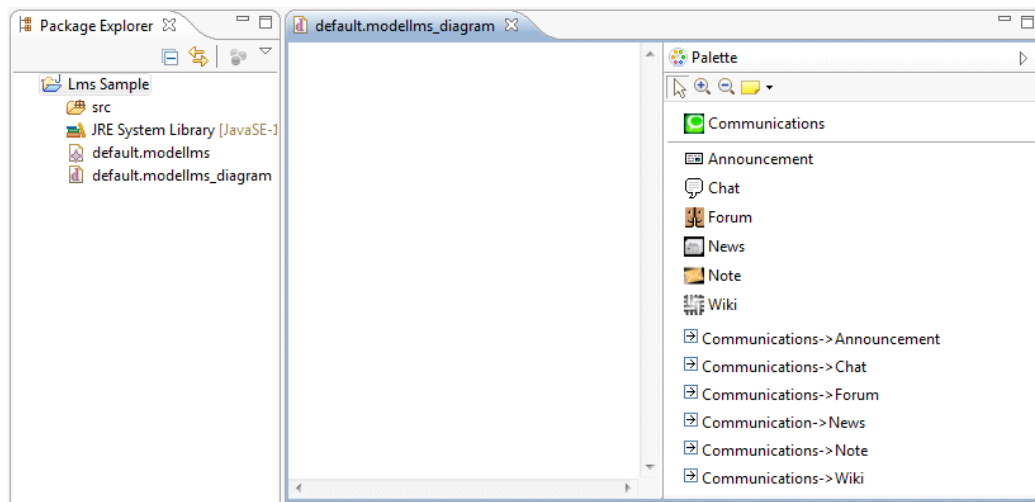 Package Explorer
Lms Sample
src
JRE System Library [JavaSE-1
default.modellms
default.modellms_diagram
default.modellms_diagram
Palette
Communications
Announcement
Chat
Forum
News
Note
Wiki
Communications->Announcement
Communications->Chat
Communications->Forum
Communication->News
Communications->Note
Communications->Wiki